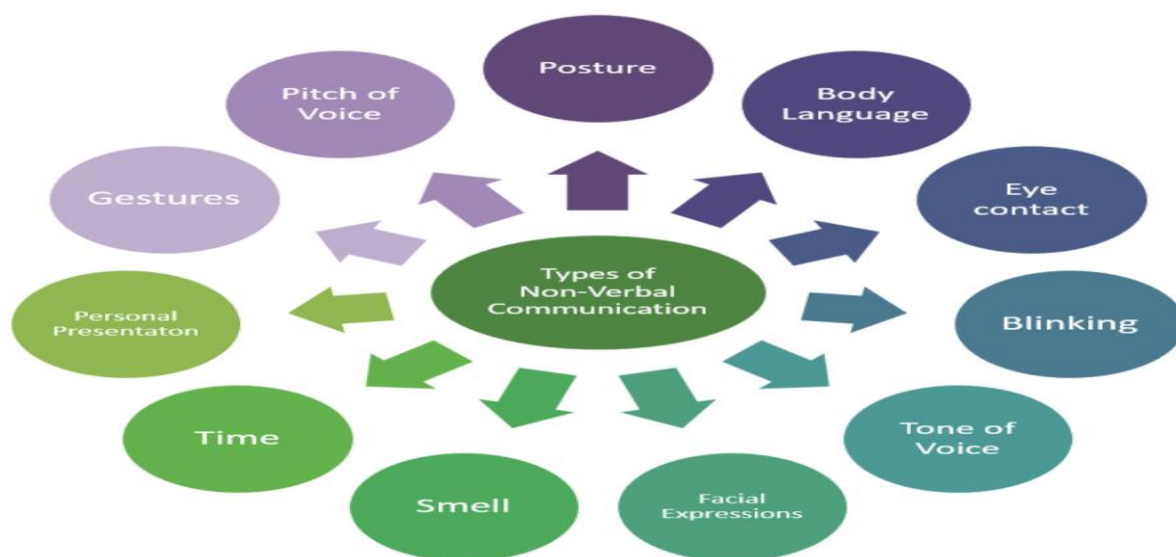 Types of
Non-Verbal
Communication
Posture
Body
Language
Eye
contact
Blinking
Tone of
Voice
Facial
Expressions
Smell
Time
Personal
Presentaton
Gestures
Pitch of
Voice